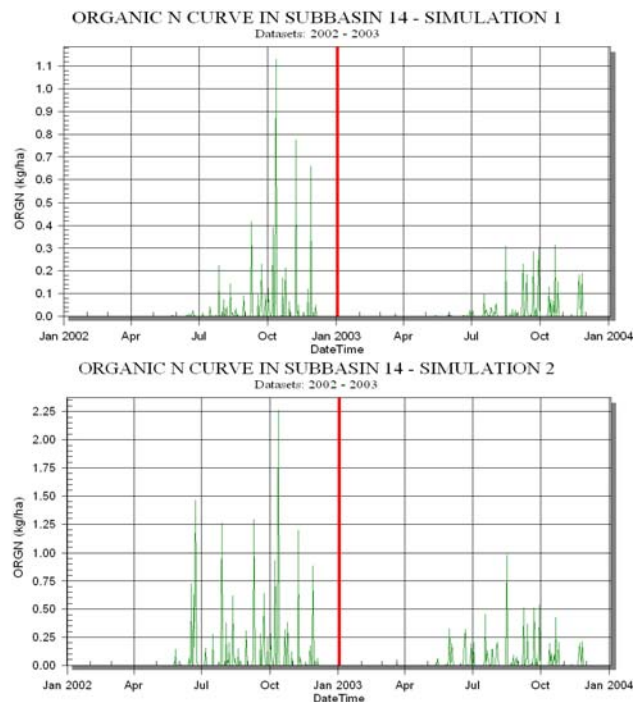 ORGANIC N CURVE IN SUBBASIN 14 - SIMULATION 1
Datasets: 2002 - 2003
ORGN (kg/ha)
1.1
1.0
0.9
0.8
0.7
0.6
0.5
0.4
0.3
0.2
0.1
0.0
Jan 2002 Apr Jul Oct Jan 2003 Apr Jul Oct Jan 2004
DateTime
ORGANIC N CURVE IN SUBBASIN 14 - SIMULATION 2
Datasets: 2002 - 2003
ORGN (kg/ha)
2.25
2.00
1.75
1.50
1.25
1.00
0.75
0.50
0.25
0.00
Jan 2002 Apr Jul Oct Jan 2003 Apr Jul Oct Jan 2004
DateTime